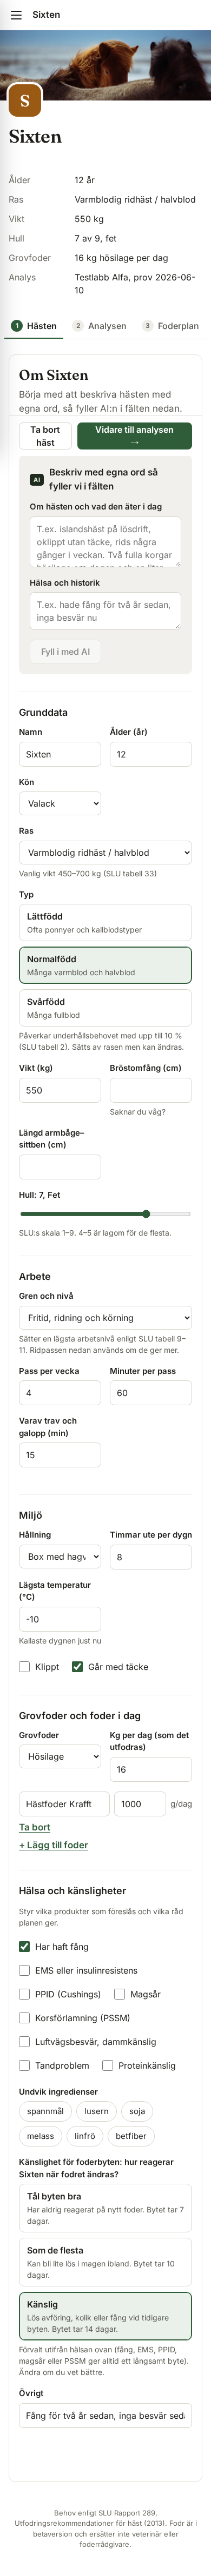 Sixten
S
Sixten
Ålder 12 år
Ras Varmblodig ridhäst / halvblod
Vikt 550 kg
Hull 7 av 9, fet
Grovfoder 16 kg hösilage per dag
Analys Testlabb Alfa, prov 2026-06-
10
1 Hästen 2 Analysen 3 Foderplan
Om Sixten
Börja med att beskriva hästen med
egna ord, så fyller AI:n i fälten nedan.
Ta bort
häst
Vidare till analysen
→
AI
Beskriv med egna ord så
fyller vi i fälten
Om hästen och vad den äter i dag
T.ex. islandshäst på lösdrift,
oklippt utan täcke, rids några
gånger i veckan. Två fulla korgar
Hälsa och historik
T.ex. hade fång för två år sedan,
inga besvär nu
Fyll i med AI
Grunddata
Namn Ålder (år)
Sixten 12
Kön
Valack
Ras
Varmblodig ridhäst / halvblod
Vanlig vikt 450–700 kg (SLU tabell 33)
Typ
Lättfödd
Ofta ponnyer och kallblodstyper
Normalfödd
Många varmblod och halvblod
Svårfödd
Många fullblod
Påverkar underhållsbehovet med upp till 10 %
(SLU tabell 2). Sätts av rasen men kan ändras.
Vikt (kg) Bröstomfång (cm)
550
Saknar du våg?
Längd armbåge–
sittben (cm)
Hull: 7, Fet
SLU:s skala 1–9. 4–5 är lagom för de flesta.
Arbete
Gren och nivå
Fritid, ridning och körning
Sätter en lägsta arbetsnivå enligt SLU tabell 9–
11. Ridpassen nedan används om de ger mer.
Pass per vecka Minuter per pass
4 60
Varav trav och
galopp (min)
15
Miljö
Hållning Timmar ute per dygn
Box med hagv 8
Lägsta temperatur
(°C)
-10
Kallaste dygnet just nu
Klippt Går med täcke
Grovfoder och foder i dag
Grovfoder
Kg per dag (som det
utfodras)
Hösilage 16
Hästfoder Krafft 1000 g/dag
Ta bort
+ Lägg till foder
Hälsa och känsligheter
Styr vilka produkter som föreslås och vilka råd
planen ger.
Har haft fång
EMS eller insulinresistens
PPID (Cushings) Magsår
Korsförlamning (PSSM)
Luftvägsbesvär, dammkänslig
Tandproblem Proteinkänslig
Undvik ingredienser
spannmål lusern soja
melass linfrö betfiber
Känslighet för foderbyten: hur reagerar
Sixten när fodret ändras?
Tål byten bra
Har aldrig reagerat på nytt foder. Bytet tar 7
dagar.
Som de flesta
Kan bli lite lös i magen ibland. Bytet tar 10
dagar.
Känslig
Lös avföring, kolik eller fång vid tidigare
byten. Bytet tar 14 dagar.
Förvalt utifrån hälsan ovan (fång, EMS, PPID,
magsår eller PSSM ger alltid ett långsamt byte).
Ändra om du vet bättre.
Övrigt
Fång för två år sedan, inga besvär seda
Behov enligt SLU Rapport 289,
Utfodringsrekommendationer för häst (2013). Fodr är i
betaversion och ersätter inte veterinär eller
foderrådgivare.